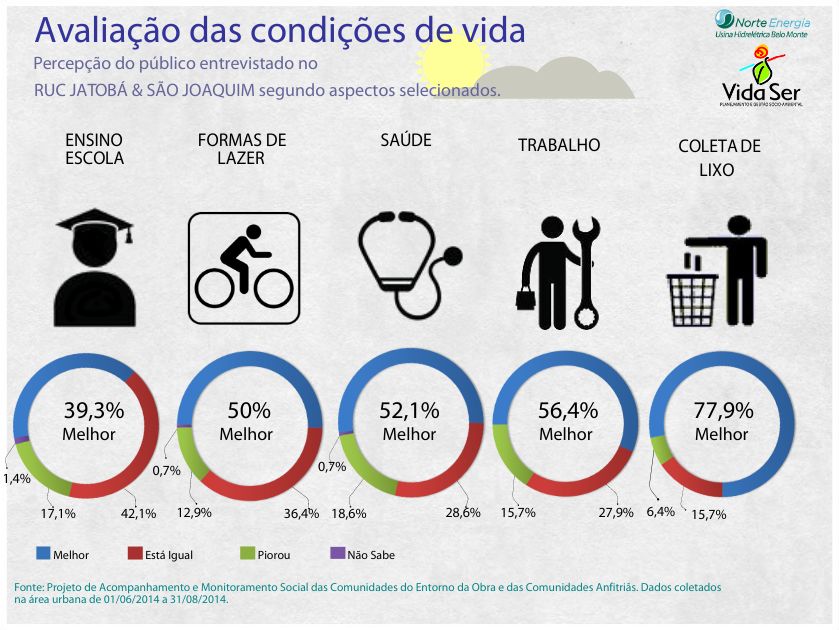 Avaliação das condições de vida
Norte Energia
Usina Hidrelétrica Belo Monte
Percepção do público entrevistado no
RUC JATOBÁ & SÃO JOAQUIM segundo aspectos selecionados.
Vida Ser
PLANEJAMENTO E GESTÃO SÓCIO-AMBIENTAL
ENSINO
ESCOLA
FORMAS DE
LAZER
SAÚDE
TRABALHO
COLETA DE
LIXO
39,3%
Melhor
1,4%
17,1%
42,1%
50%
Melhor
0,7%
12,9%
36,4%
52,1%
Melhor
0,7%
18,6%
28,6%
56,4%
Melhor
15,7%
27,9%
77,9%
Melhor
6,4%
15,7%
Melhor
Está Igual
Piorou
Não Sabe
Fonte: Projeto de Acompanhamento e Monitoramento Social das Comunidades do Entorno da Obra e das Comunidades Anfitriãs. Dados coletados
na área urbana de 01/06/2014 a 31/08/2014.